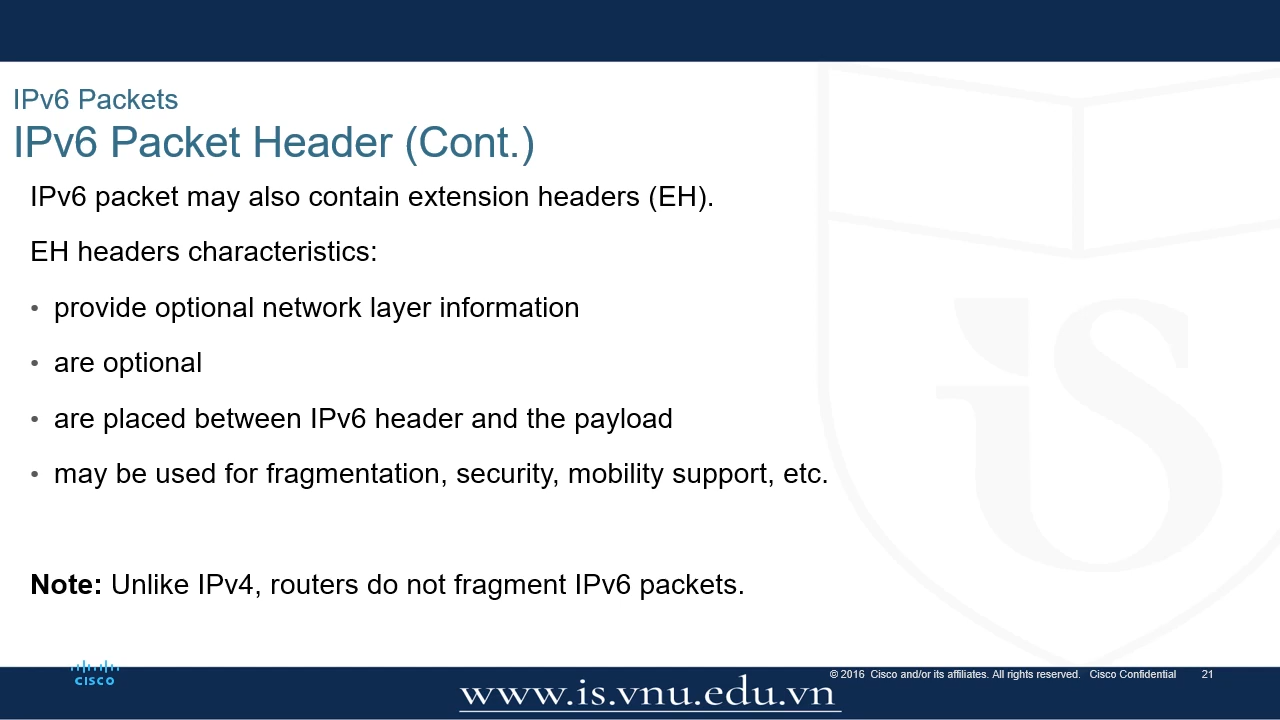 IPv6 Packets
IPv6 Packet Header (Cont.)
IPv6 packet may also contain extension headers (EH).
EH headers characteristics:
• provide optional network layer information
• are optional
• are placed between IPv6 header and the payload
• may be used for fragmentation, security, mobility support, etc.
Note: Unlike IPv4, routers do not fragment IPv6 packets.
CISCO
© 2016 Cisco and/or its affiliates. All rights reserved. Cisco Confidential 21
www.is.vnu.edu.vn
iS